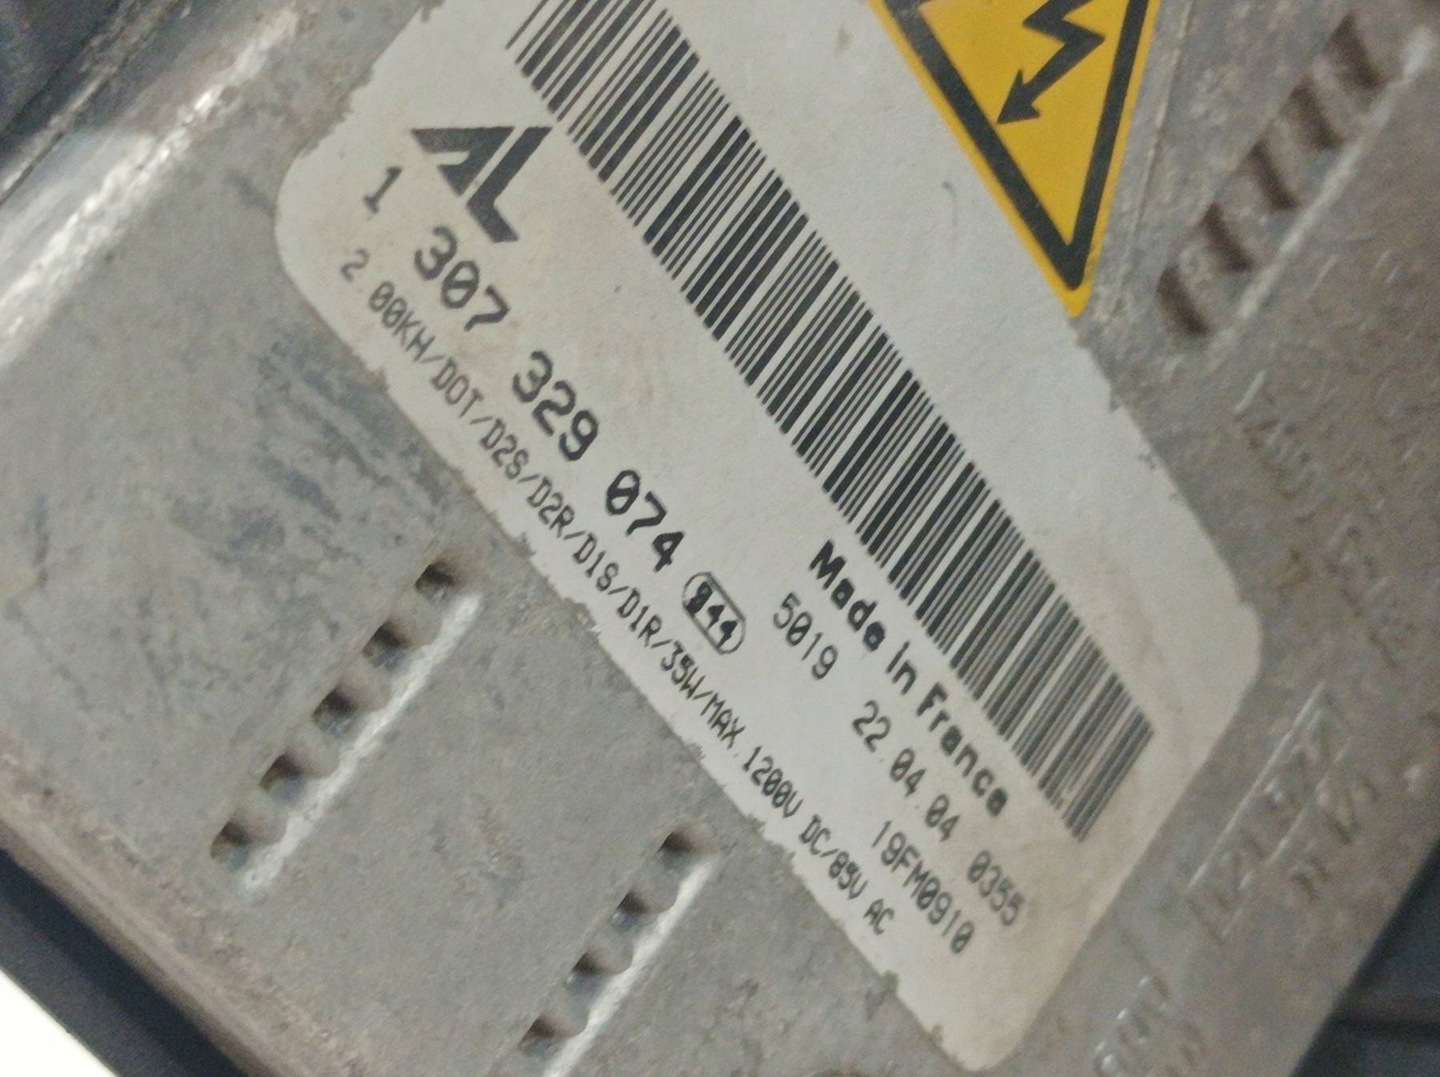 AL
1 307 329 074 944
2.00KH/DOT/D2S/D2R/D1S/D1R/35W/MAX.1200V DC/85V AC
Made in France
5019 22.04.04 0355
19FM0910